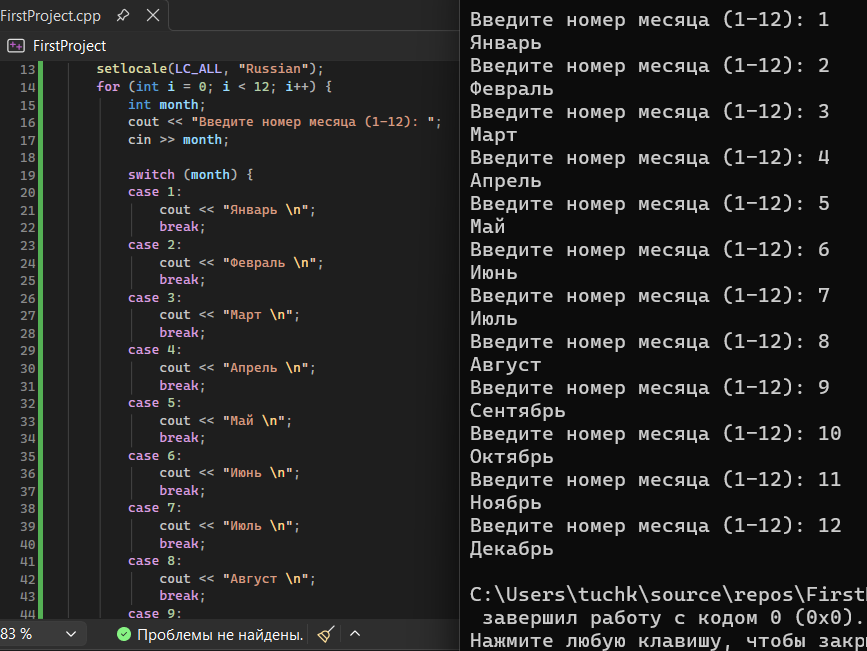 FirstProject.cpp
FirstProject
13 setlocale(LC_ALL, "Russian");
14 for (int i = 0; i < 12; i++) {
15 int month;
16 cout << "Введите номер месяца (1-12): ";
17 cin >> month;
18
19 switch (month) {
20 case 1:
21 cout << "Январь \n";
22 break;
23 case 2:
24 cout << "Февраль \n";
25 break;
26 case 3:
27 cout << "Март \n";
28 break;
29 case 4:
30 cout << "Апрель \n";
31 break;
32 case 5:
33 cout << "Май \n";
34 break;
35 case 6:
36 cout << "Июнь \n";
37 break;
38 case 7:
39 cout << "Июль \n";
40 break;
41 case 8:
42 cout << "Август \n";
43 break;
44 case 9:
83 %
Проблемы не найдены.
Введите номер месяца (1-12): 1
Январь
Введите номер месяца (1-12): 2
Февраль
Введите номер месяца (1-12): 3
Март
Введите номер месяца (1-12): 4
Апрель
Введите номер месяца (1-12): 5
Май
Введите номер месяца (1-12): 6
Июнь
Введите номер месяца (1-12): 7
Июль
Введите номер месяца (1-12): 8
Август
Введите номер месяца (1-12): 9
Сентябрь
Введите номер месяца (1-12): 10
Октябрь
Введите номер месяца (1-12): 11
Ноябрь
Введите номер месяца (1-12): 12
Декабрь
C:\Users\tuchk\source\repos\First
завершил работу с кодом 0 (0x0).
Нажмите любую клавишу, чтобы закр